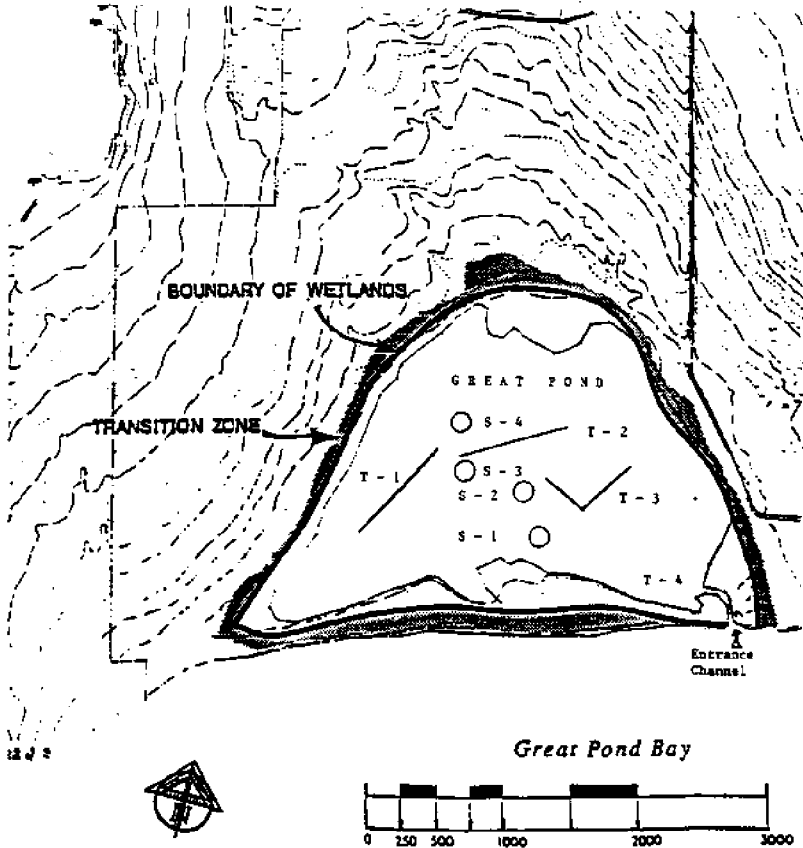 BOUNDARY OF WETLANDS
GREAT POND
TRANSITION ZONE
S-4
T-2
T-1
S-3
S-2
T-3
S-1
T-4
Entrance
Channel
Great Pond Bay
0 250 500 1000 2000 3000